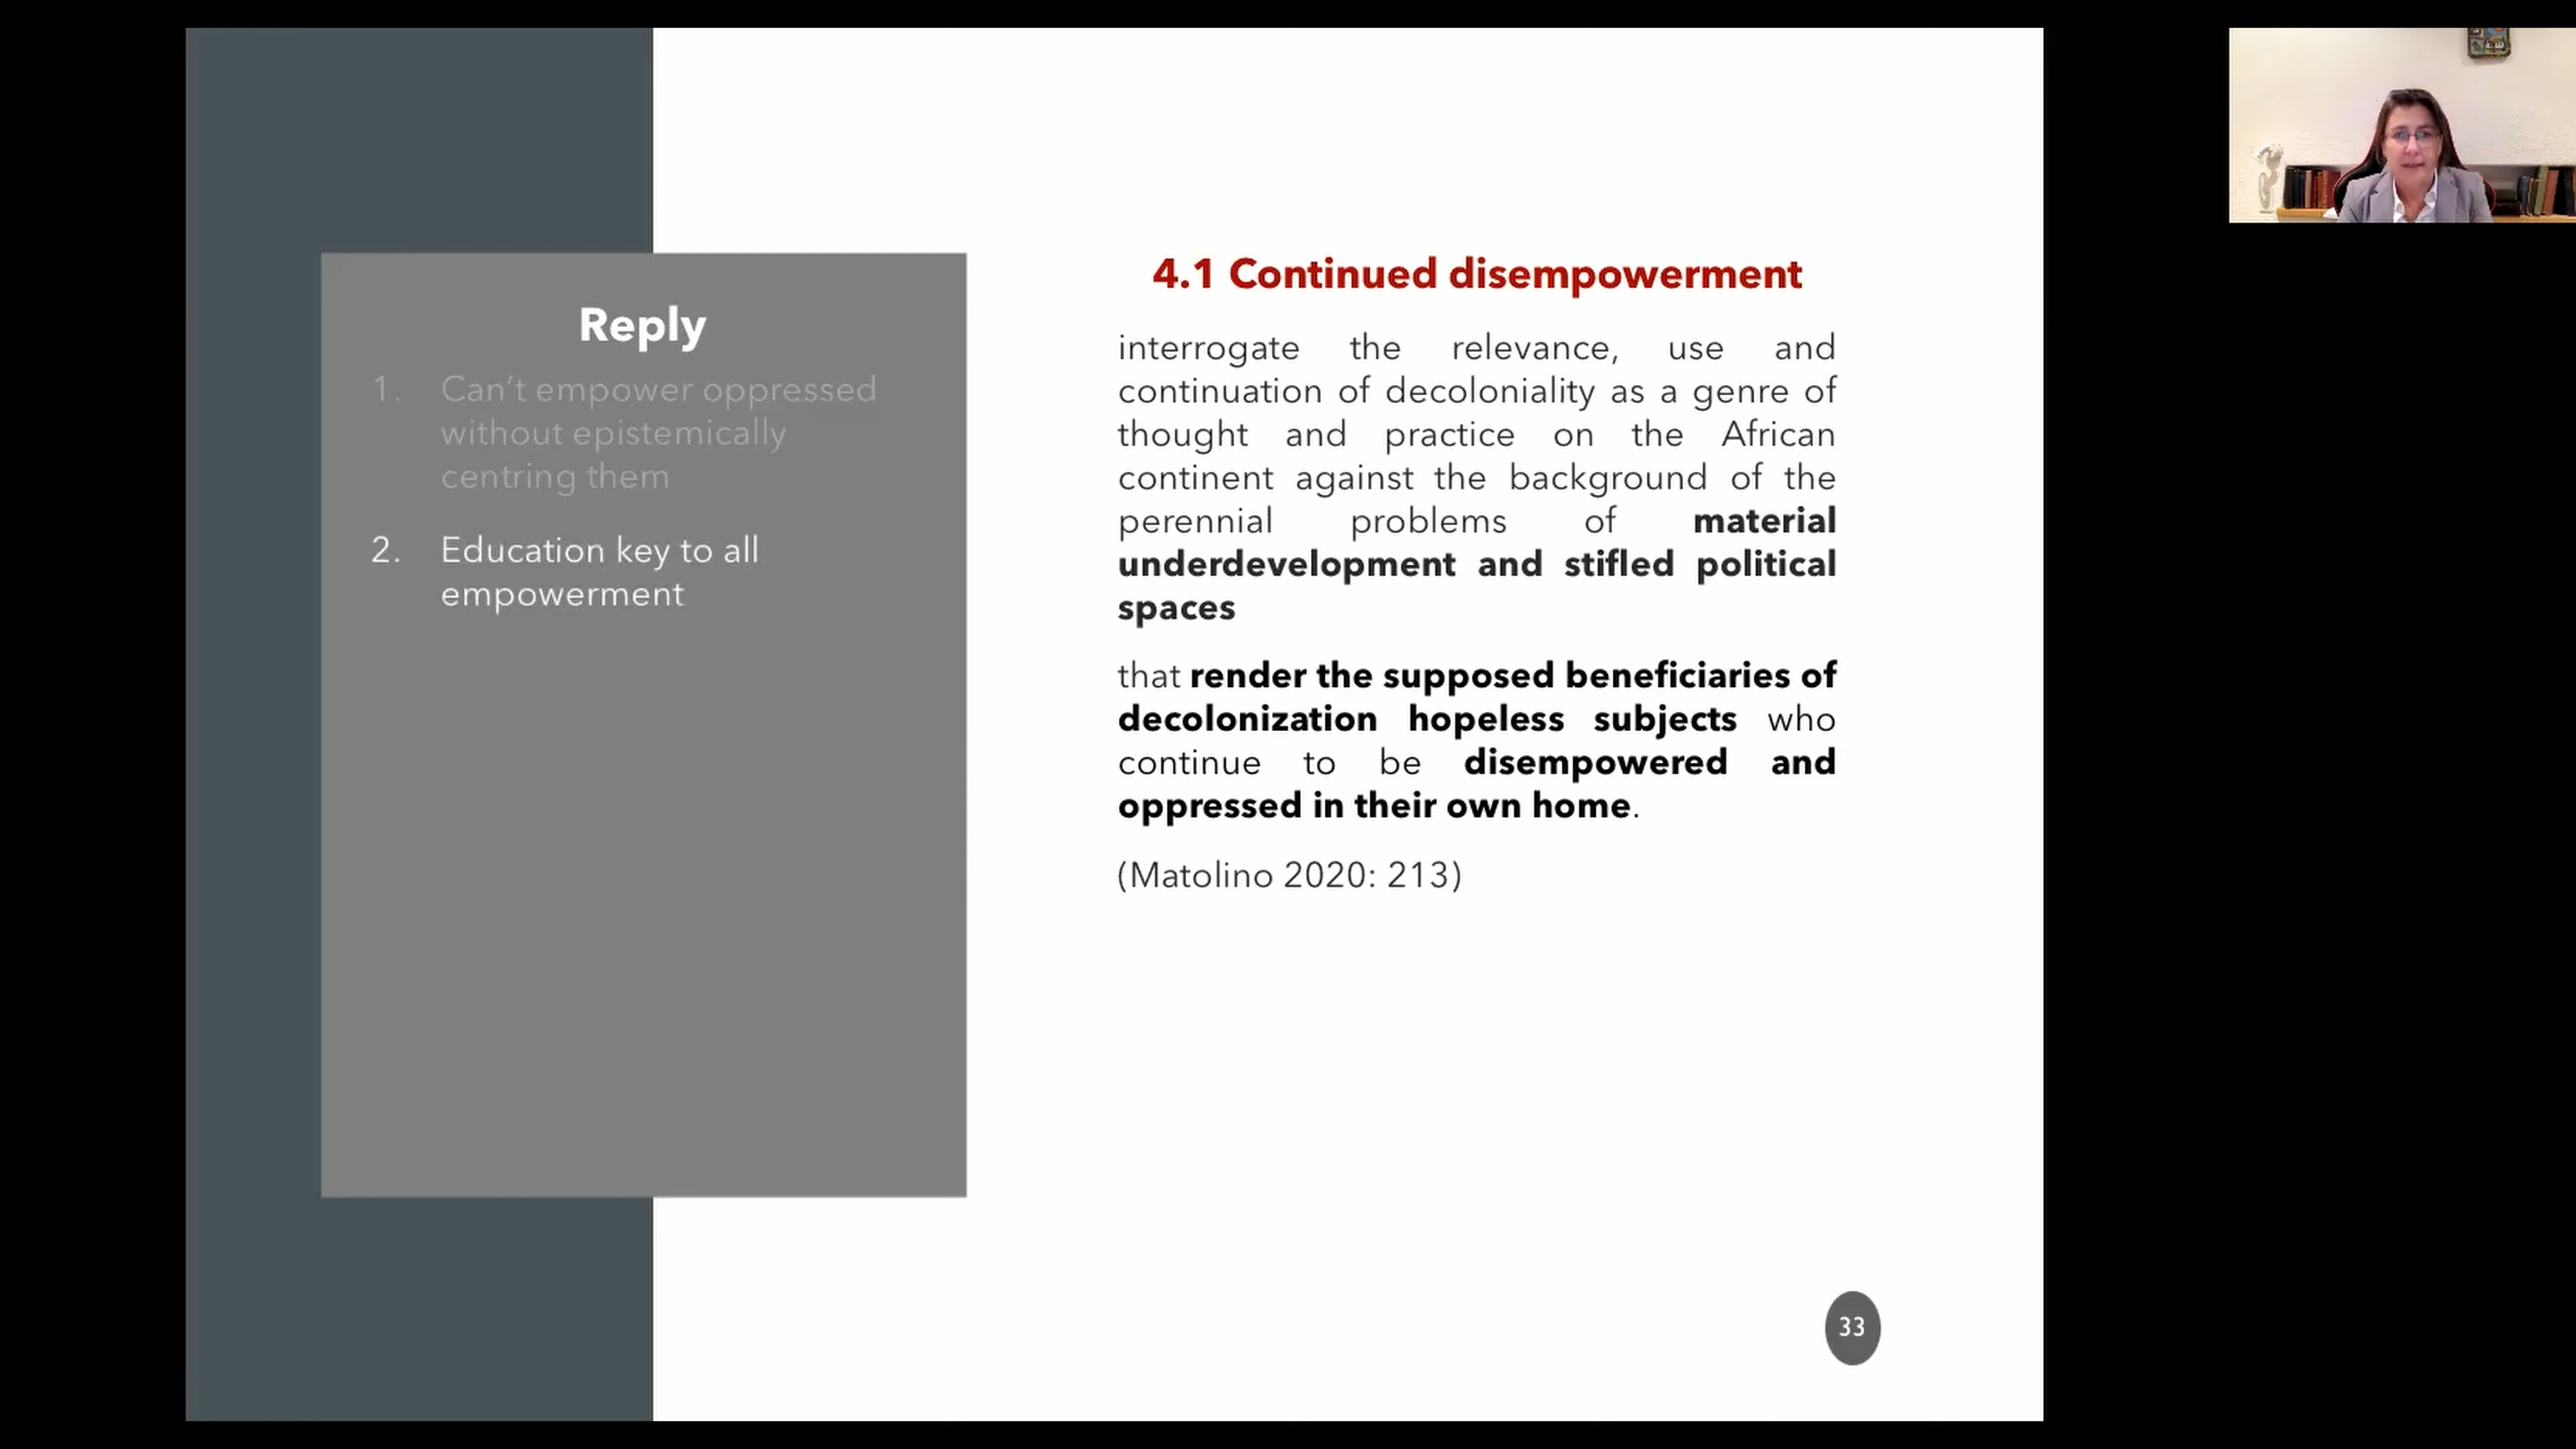 Reply
1. Can't empower oppressed
without epistemically
centring them
2. Education key to all
empowerment
4.1 Continued disempowerment
interrogate the relevance, use and
continuation of decoloniality as a genre of
thought and practice on the African
continent against the background of the
perennial problems of material
underdevelopment and stifled political
spaces
that render the supposed beneficiaries of
decolonization hopeless subjects who
continue to be disempowered and
oppressed in their own home.
(Matolino 2020: 213)
33